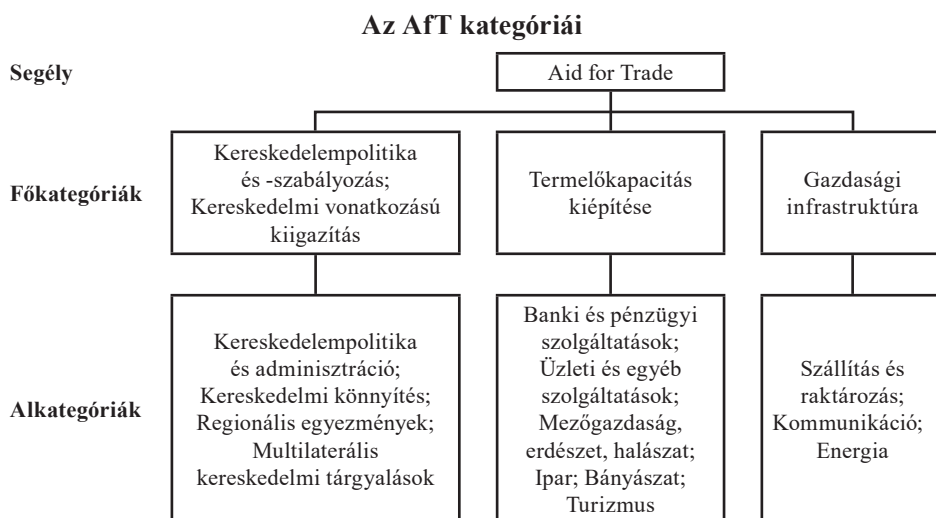 Az AfT kategóriái
Segély
Aid for Trade
Főkategóriák
Kereskedelempolitika
és -szabályozás;
Kereskedelmi vonatkozású
kiigazítás
Termelőkapacitás
kiépítése
Gazdasági
infrastruktúra
Alkategóriák
Kereskedelempolitika
és adminisztráció;
Kereskedelmi könnyítés;
Regionális egyezmények;
Multilaterális
kereskedelmi tárgyalások
Banki és pénzügyi
szolgáltatások;
Üzleti és egyéb
szolgáltatások;
Mezőgazdaság,
erdészet, halászat;
Ipar; Bányászat;
Turizmus
Szállítás és
raktározás;
Kommunikáció;
Energia